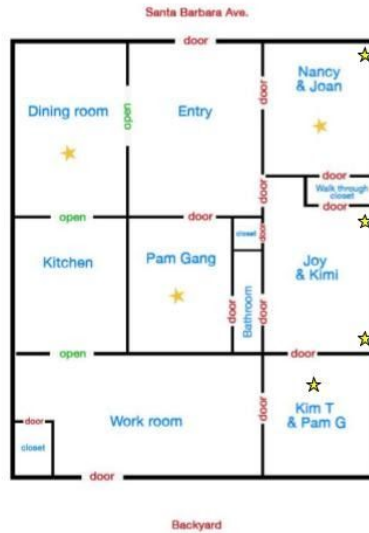 Santa Barbara Ave.
door
Nancy
& Joan
door
Dining room
open
Entry
door
Walk through
closet
door
door
open
door
closet
door
Kitchen
Pam Gang
Joy
& Kimi
door
Bathroom
door
open
door
Kim T
& Pam G
door
Work room
door
closet
door
Backyard